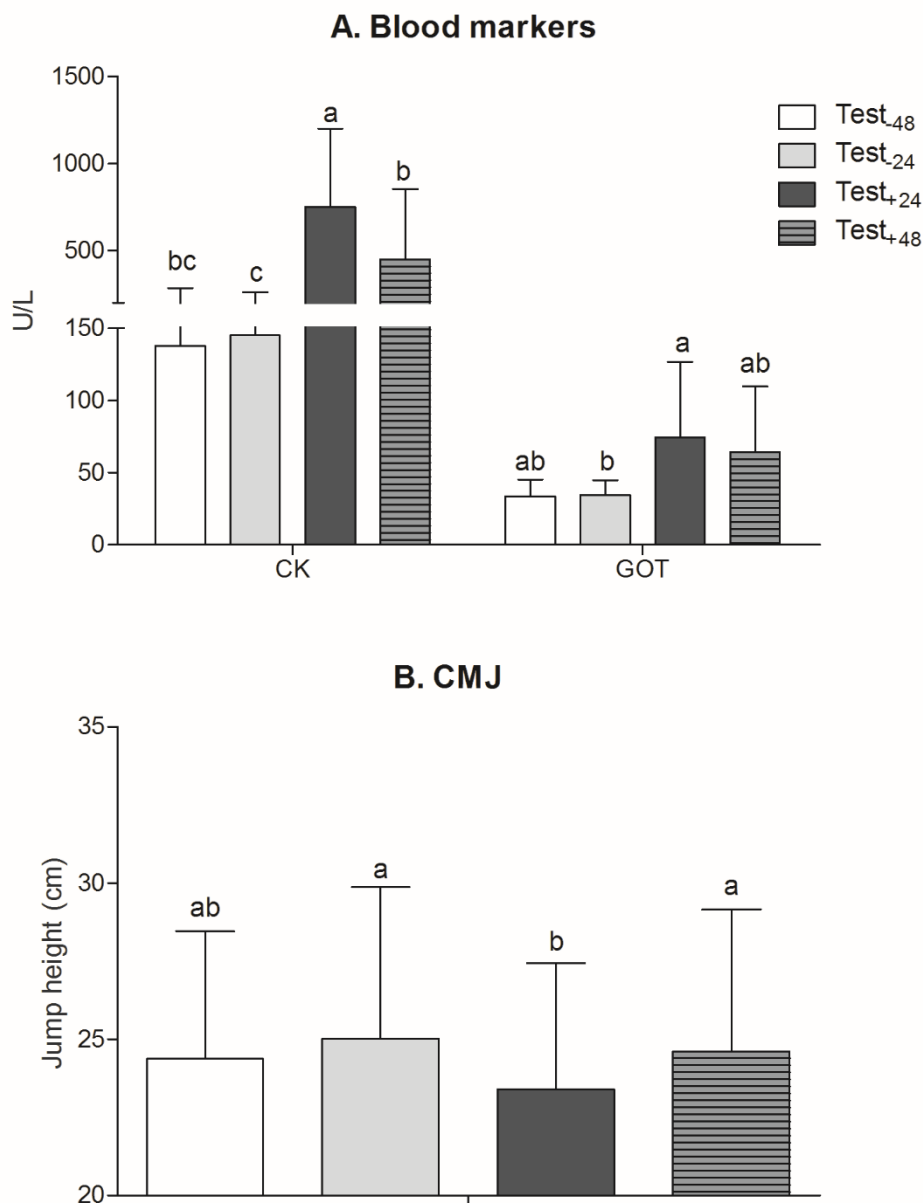 A. Blood markers
1500
1000
500
150
100
50
0
U/L
bc
c
a
b
ab
b
a
ab
CK
GOT
Test-48
Test-24
Test+24
Test+48
B. CMJ
35
30
25
20
Jump height (cm)
ab
a
b
a